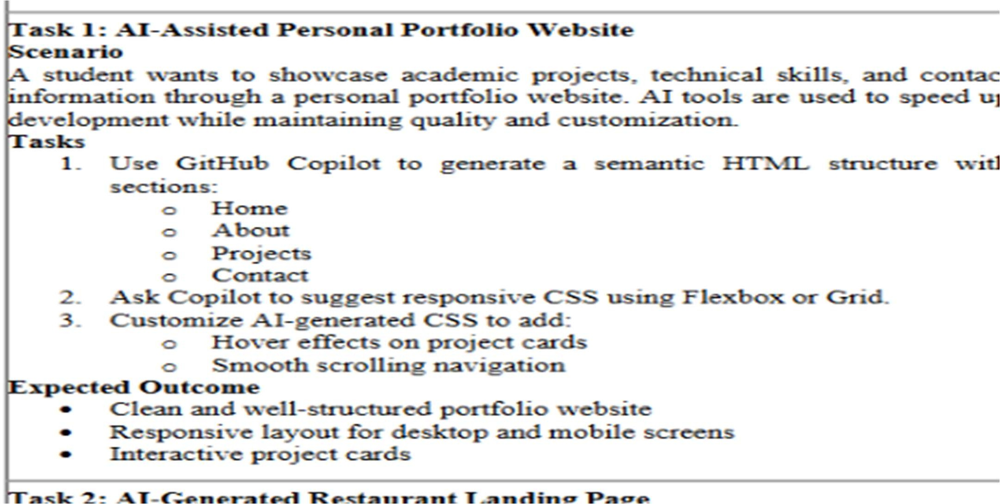 Task 1: AI-Assisted Personal Portfolio Website
Scenario
A student wants to showcase academic projects, technical skills, and contac
information through a personal portfolio website. AI tools are used to speed up
development while maintaining quality and customization.
Tasks
1. Use GitHub Copilot to generate a semantic HTML structure with
sections:
o Home
o About
o Projects
o Contact
2. Ask Copilot to suggest responsive CSS using Flexbox or Grid.
3. Customize AI-generated CSS to add:
o Hover effects on project cards
o Smooth scrolling navigation
Expected Outcome
• Clean and well-structured portfolio website
• Responsive layout for desktop and mobile screens
• Interactive project cards
Task 2: AI-Generated Restaurant Landing Page